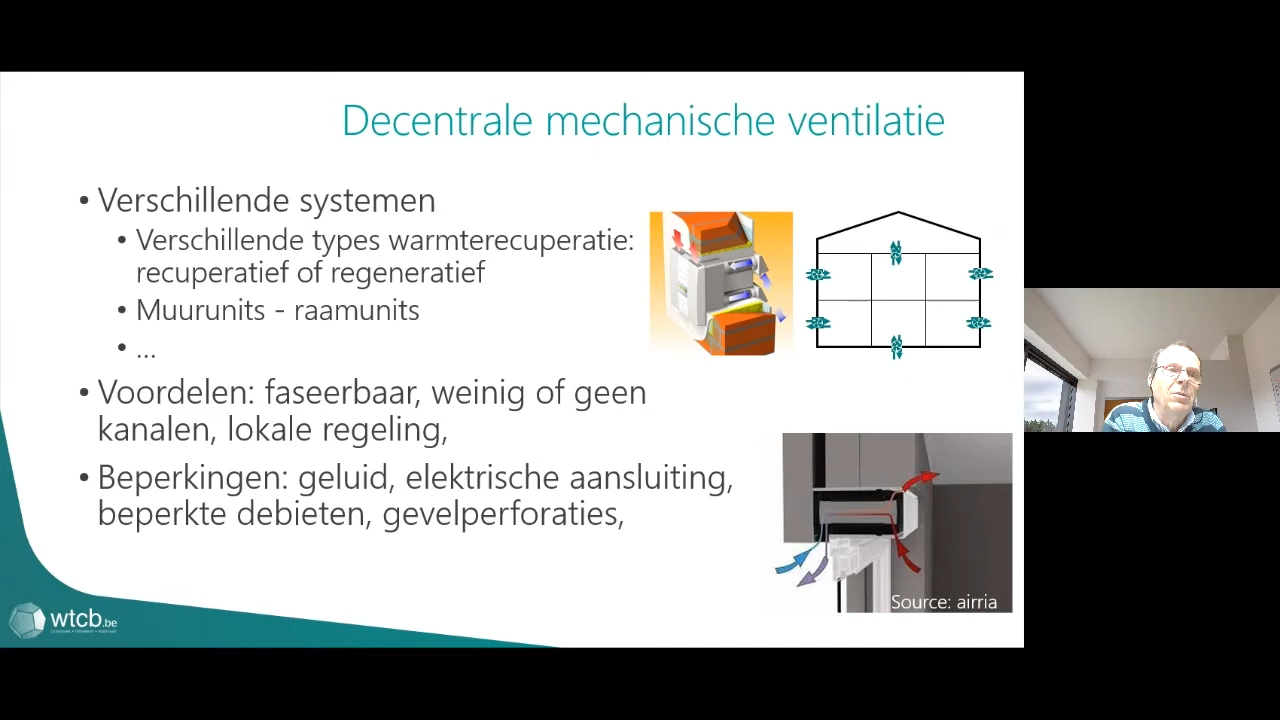 Decentrale mechanische ventilatie
• Verschillende systemen
• Verschillende types warmterecuperatie:
recuperatief of regeneratief
• Muurunits - raamunits
• ...
• Voordelen: faseerbaar, weinig of geen
kanalen, lokale regeling,
• Beperkingen: geluid, elektrische aansluiting,
beperkte debieten, gevelperforaties,
Source: airria
wtcb.be